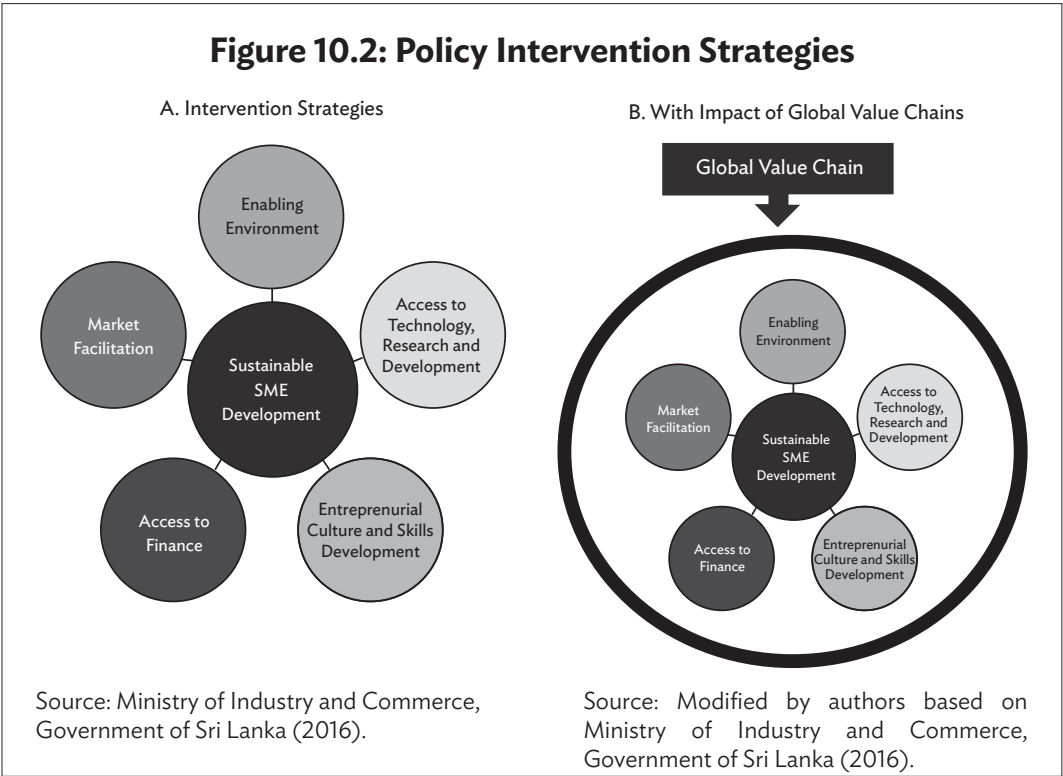 Figure 10.2: Policy Intervention Strategies
A. Intervention Strategies
Enabling
Environment
Market
Facilitation
Access to
Technology,
Research and
Development
Sustainable
SME
Development
Access to
Finance
Entreprenurial
Culture and Skills
Development
Source: Ministry of Industry and Commerce,
Government of Sri Lanka (2016).
B. With Impact of Global Value Chains
Global Value Chain
Enabling
Environment
Market
Facilitation
Access to
Technology,
Research and
Development
Sustainable
SME
Development
Access to
Finance
Entreprenurial
Culture and Skills
Development
Source: Modified by authors based on
Ministry of Industry and Commerce,
Government of Sri Lanka (2016).